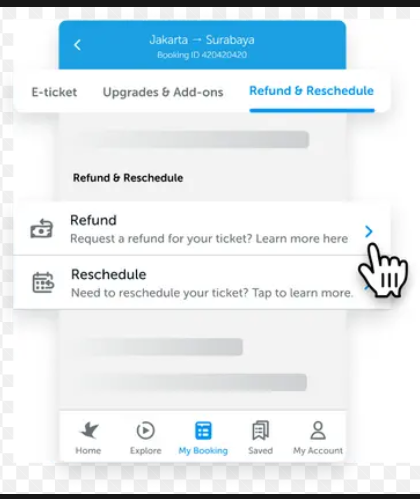 Jakarta → Surabaya
Booking ID 420420420
E-ticket Upgrades & Add-ons Refund & Reschedule
Refund & Reschedule
Refund
Request a refund for your ticket? Learn more here
Reschedule
Need to reschedule your ticket? Tap to learn more.
Home Explore My Booking Saved My Account